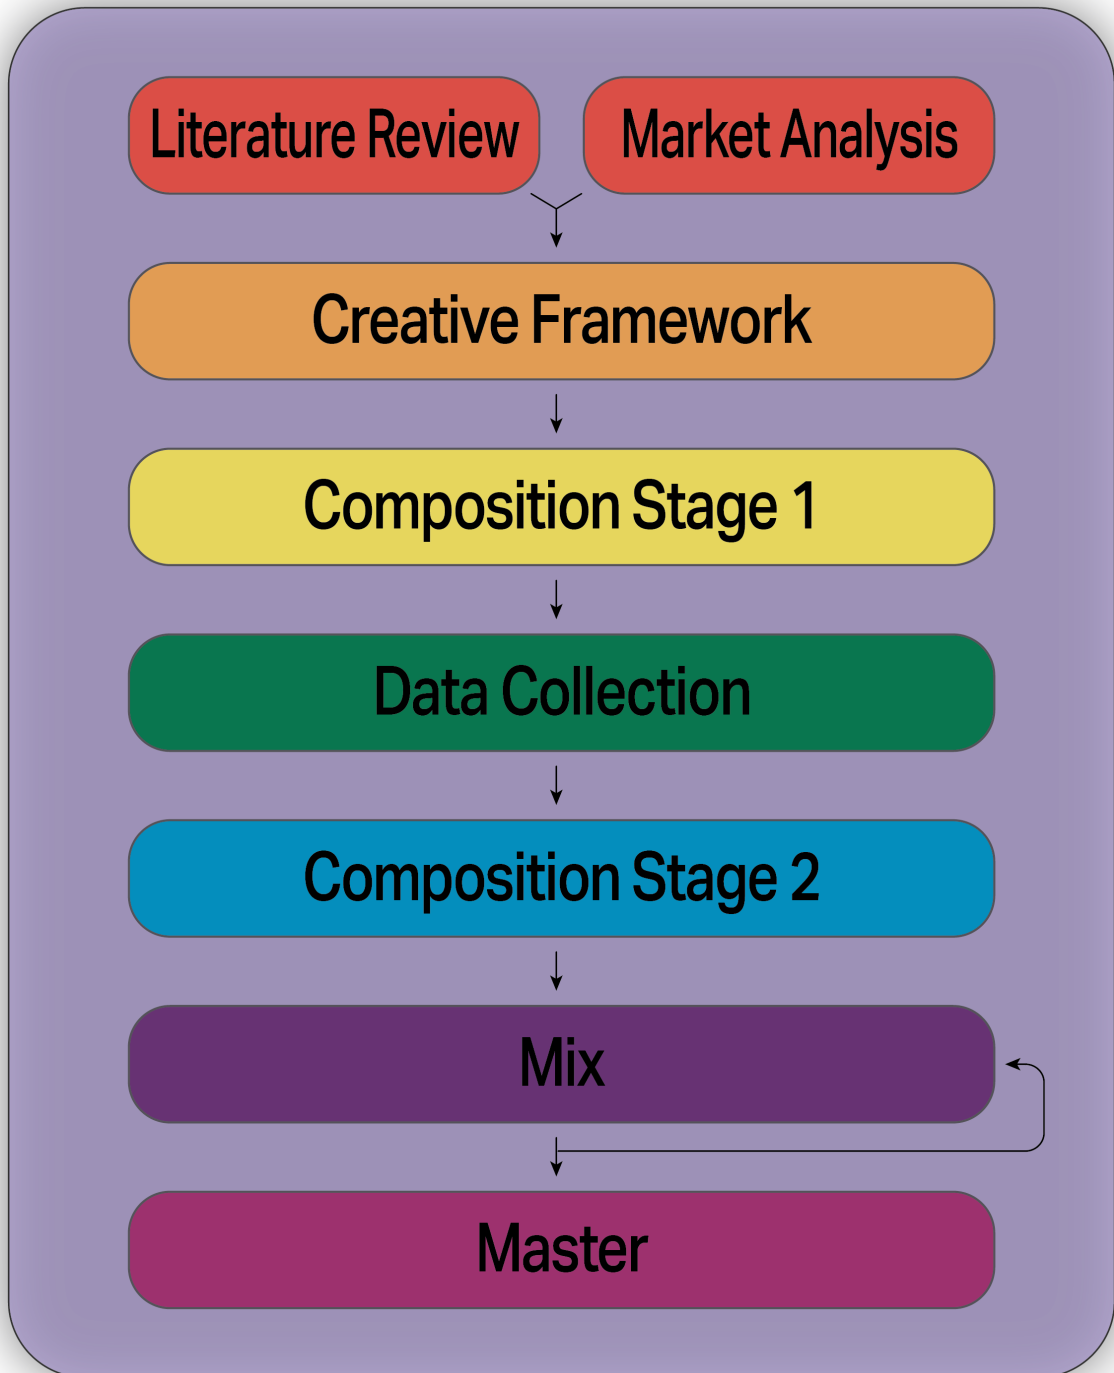 Literature Review
Market Analysis
Creative Framework
Composition Stage 1
Data Collection
Composition Stage 2
Mix
Master